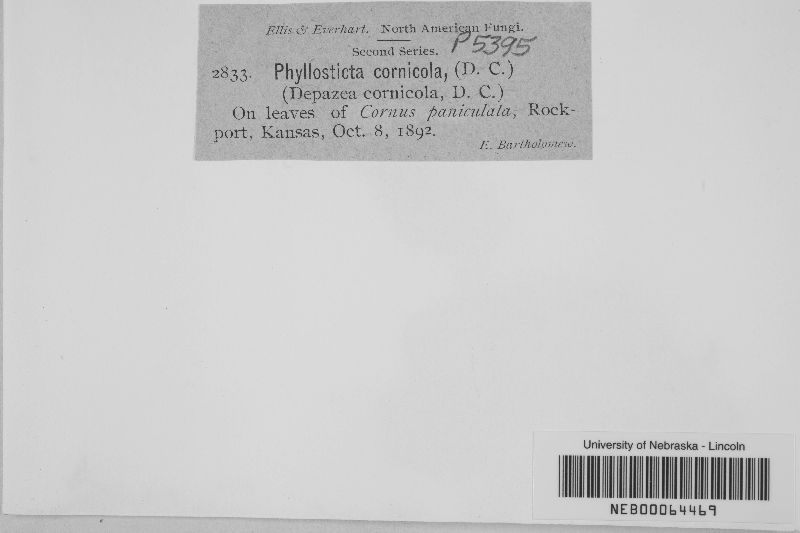 Ellis & Everhart. North American Fungi.
Second Series. P5395
2833. Phyllosticta cornicola, (D. C.)
(Depazea cornicola, D. C.)
On leaves of Cornus paniculata, Rock-
port, Kansas, Oct. 8, 1892.
E. Bartholomew.
University of Nebraska - Lincoln
NEB00064469